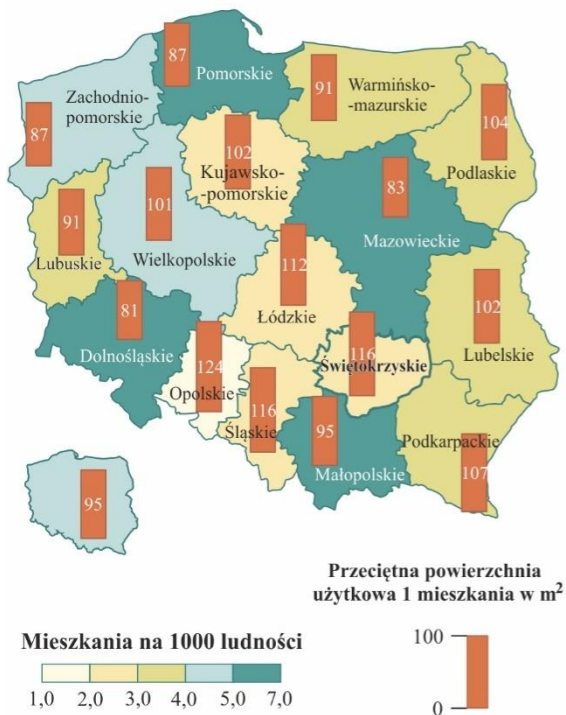 87
Pomorskie
91
Warmińsko-
-mazurskie
104
Podlaskie
Zachodnio-
pomorskie
87
102
Kujawsko-
-pomorskie
83
Mazowieckie
91
Lubuskie
101
Wielkopolskie
112
Łódzkie
102
Lubelskie
81
Dolnośląskie
124
Opolskie
116
Śląskie
116
Świętokrzyskie
95
Małopolskie
Podkarpackie
107
95
Przeciętna powierzchnia
użytkowa 1 mieszkania w m²
100
0
Mieszkania na 1000 ludności
1,0 2,0 3,0 4,0 5,0 7,0